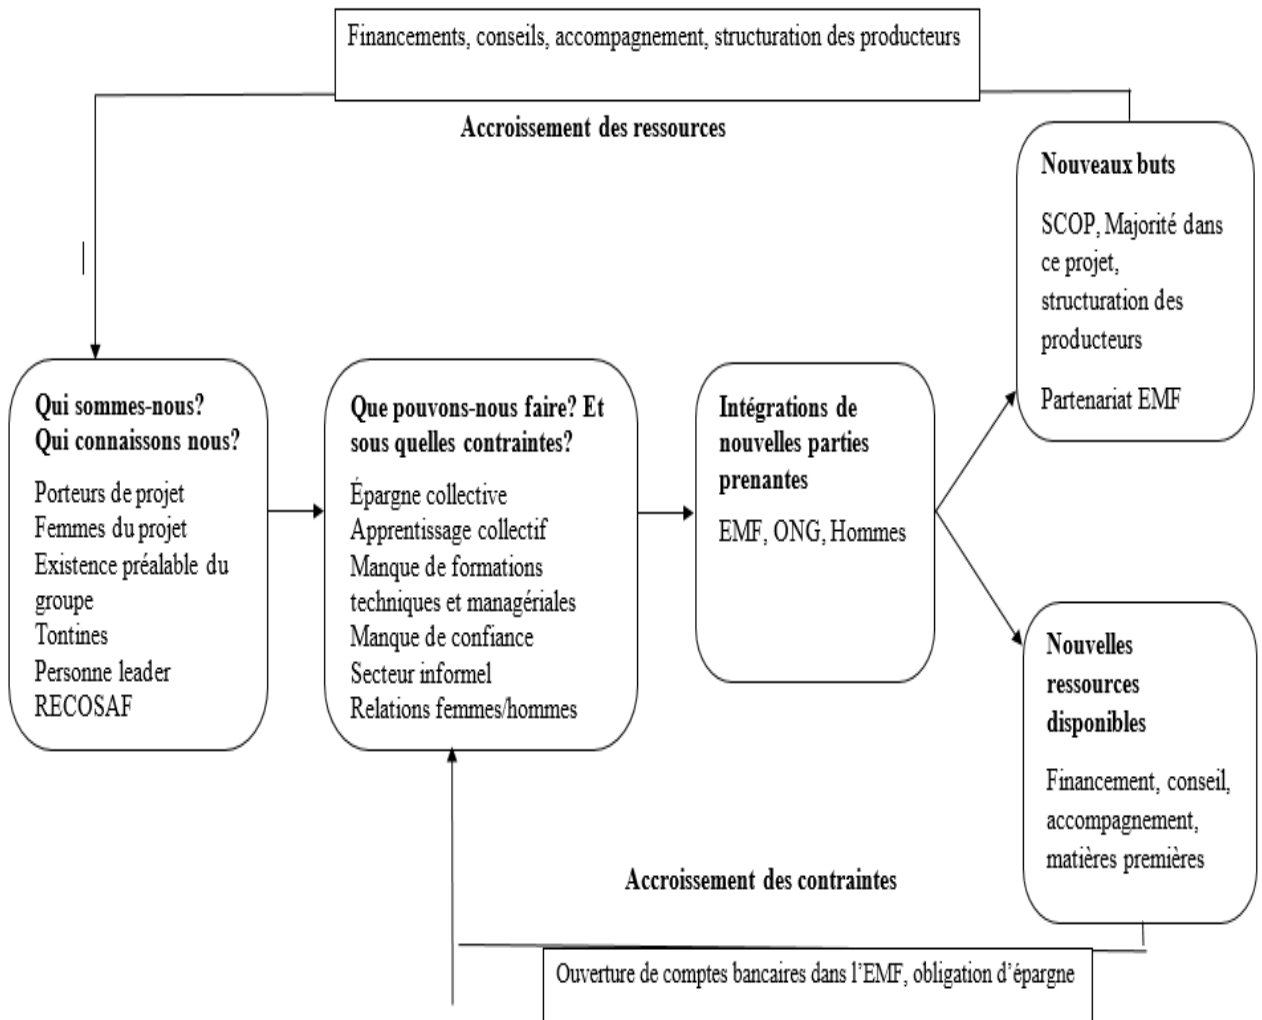 Financements, conseils, accompagnement, structuration des producteurs
Accroissement des ressources
Qui sommes-nous?
Qui connaissons nous?
Porteurs de projet
Femmes du projet
Existence préalable du
groupe
Tontines
Personne leader
RECOSAF
Que pouvons-nous faire? Et
sous quelles contraintes?
Épargne collective
Apprentissage collectif
Manque de formations
techniques et managériales
Manque de confiance
Secteur informel
Relations femmes/hommes
Intégrations de
nouvelles parties
prenantes
EMF, ONG, Hommes
Nouveaux buts
SCOP, Majorité dans
ce projet,
structuration des
producteurs
Partenariat EMF
Nouvelles
ressources
disponibles
Financement, conseil,
accompagnement,
matières premières
Accroissement des contraintes
Ouverture de comptes bancaires dans l’EMF, obligation d’épargne